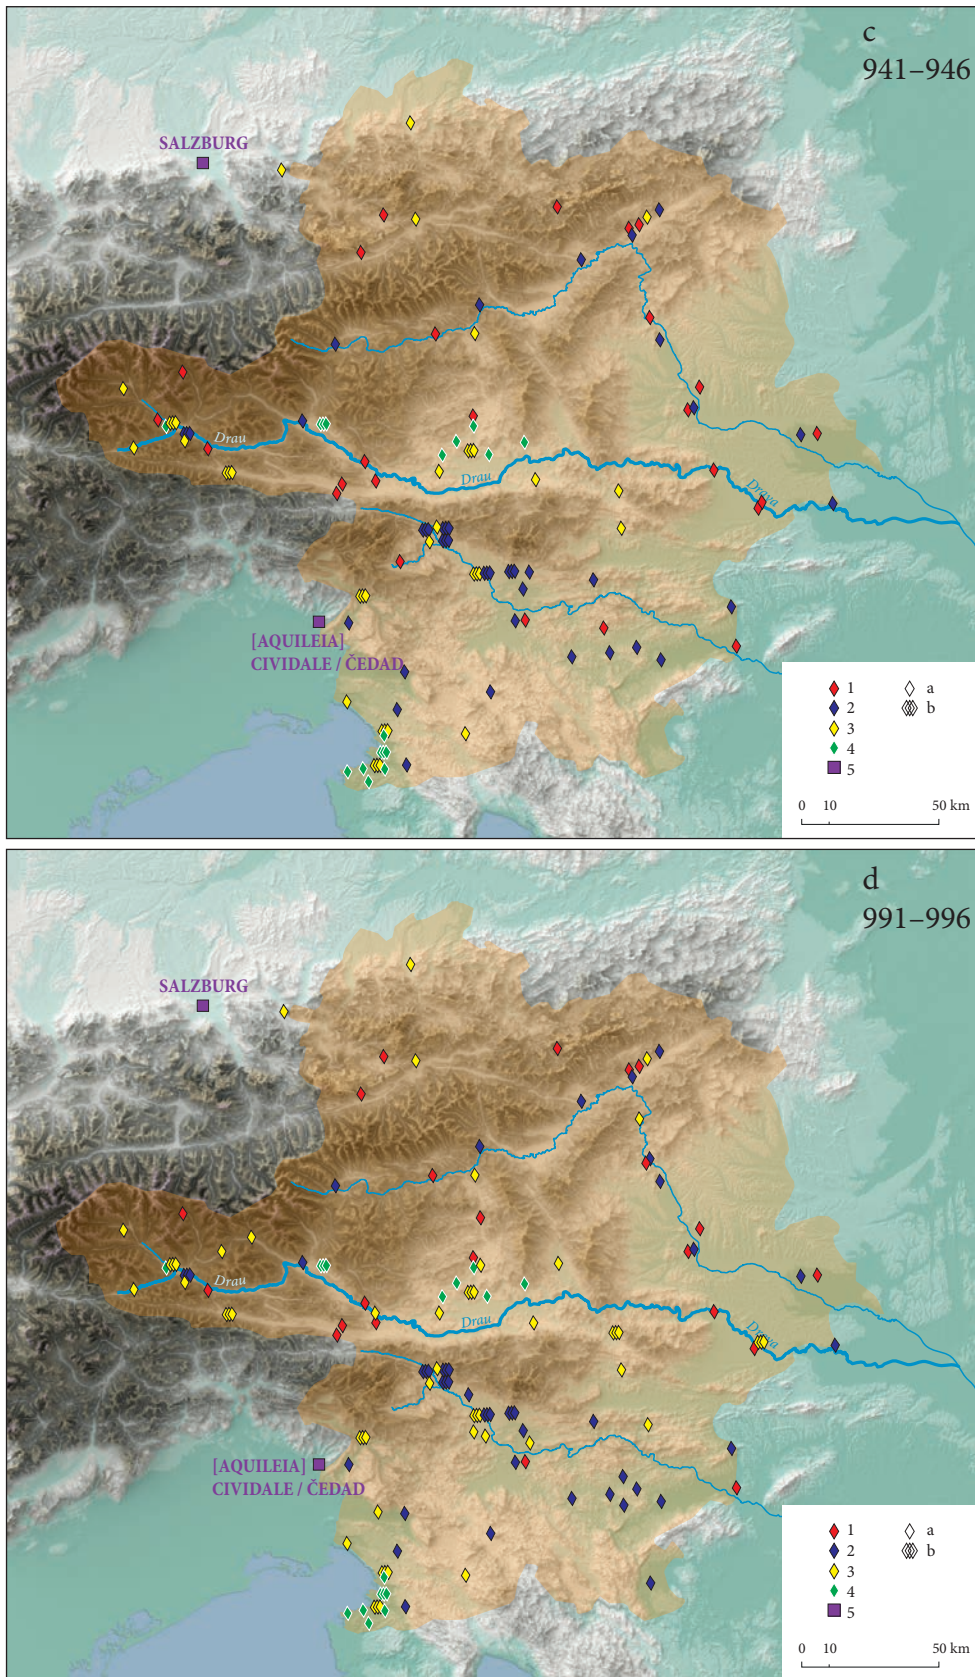 c
941–946
SALZBURG
Drau
Drau
Drava
[AQUILEIA]
CIVIDALE / ČEDAD
1
2
3
4
5
a
b
0 10 50 km
d
991–996
SALZBURG
Drau
Drau
Drava
[AQUILEIA]
CIVIDALE / ČEDAD
1
2
3
4
5
a
b
0 10 50 km